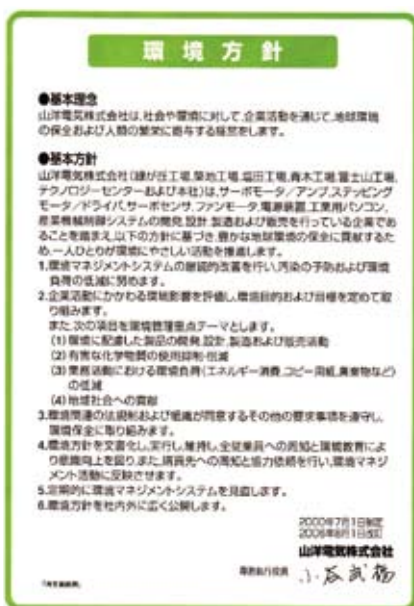 環境方針
●基本理念
山洋電気株式会社は、社会や環境に対して、企業活動を通じて、地球環境
の保全および人類の繁栄に寄与する経営をします。
●基本方針
山洋電気株式会社(緑が丘工場、築地工場、塩田工場、青木工場、富士山工場、
テクノロジーセンターおよび本社)は、サーボモータ/アンプ、ステッピング
モータ/ドライバ、サーボセンサ、ファンモータ、電源装置、工業用パソコン、
産業機械制御システムの開発、設計、製造および販売を行っている企業であ
ることを踏まえ、以下の方針に基づき、豊かな地球環境の保全に貢献するた
め、一人ひとりが環境にやさしい活動を推進します。
1.環境マネジメントシステムの継続的改善を行い、汚染の予防および環境
負荷の低減に努めます。
2.企業活動にかかわる環境影響を評価し、環境目的および目標を定めて取
り組みます。
また、次の項目を環境管理重点テーマとします。
(1)環境に配慮した製品の開発、設計、製造および販売活動
(2)有害な化学物質の使用抑制・削減
(3)業務活動における環境負荷(エネルギー消費、コピー用紙、廃棄物など)
の低減
(4)地域社会への貢献
3.環境関連の法規制および組織が同意するその他の要求事項を遵守し、
環境保全に取り組みます。
4.環境方針を文書化し、実行し、維持し、全従業員への周知と環境教育によ
り意識向上を図り、また、購買先への周知と協力依頼を行い、環境マネジ
メント活動に反映させます。
5.定期的に環境マネジメントシステムを見直します。
6.環境方針を社内外に広く公開します。
2000年7月1日制定
2006年8月1日改訂
山洋電気株式会社
専務執行役員